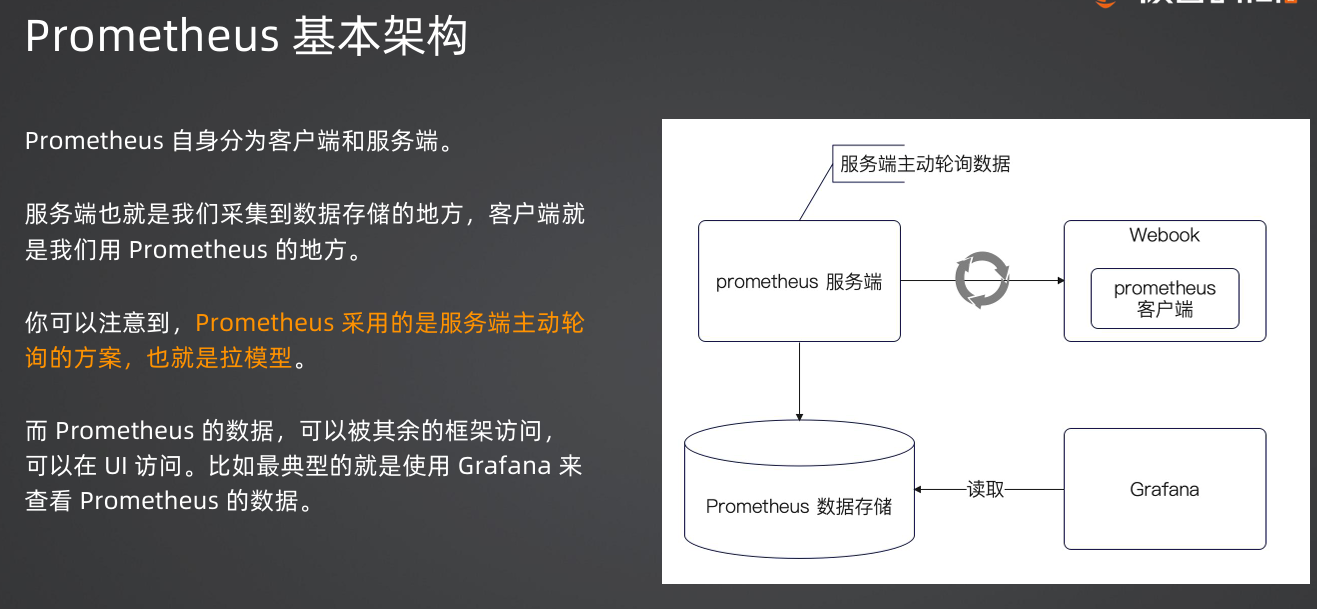 Prometheus 基本架构
Prometheus 自身分为客户端和服务端。
服务端也就是我们采集到数据存储的地方，客户端就
是我们用 Prometheus 的地方。
你可以注意到，Prometheus 采用的是服务端主动轮
询的方案，也就是拉模型。
而 Prometheus 的数据，可以被其余的框架访问，
可以在 UI 访问。比如最典型的就是使用 Grafana 来
查看 Prometheus 的数据。
服务端主动轮询数据
prometheus 服务端
Webook
prometheus
客户端
Prometheus 数据存储
读取
Grafana